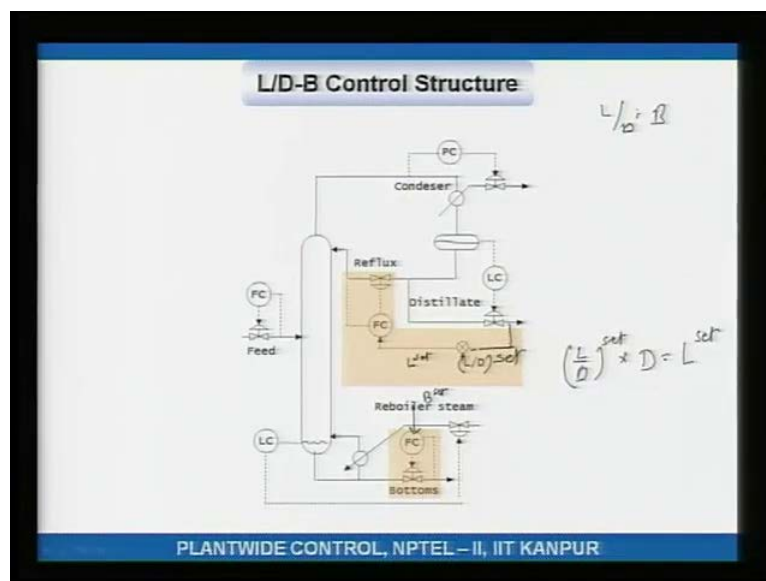 L/D-B Control Structure
L/D : B
PC
Condeser
Reflux
LC
FC
Distillate
FC
Feed
L^set
(L/D) set
(L/D)^set * D = L^set
B^set
Reboiler steam
LC
FC
Bottoms
PLANTWIDE CONTROL, NPTEL – II, IIT KANPUR